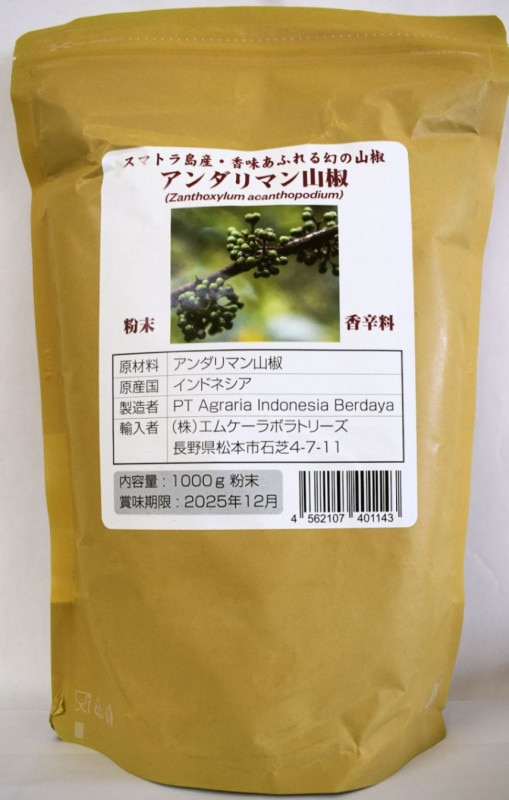 スマトラ島産・香味あふれる幻の山椒
アンダリマン山椒
(Zanthoxylum acanthopodium)
粉末 香辛料
原材料 アンダリマン山椒
原産国 インドネシア
製造者 PT Agraria Indonesia Berdaya
輸入者 (株)エムケーラボラトリーズ
長野県松本市石芝4-7-11
内容量:1000g 粉末
賞味期限:2025年12月
4 562107 401143